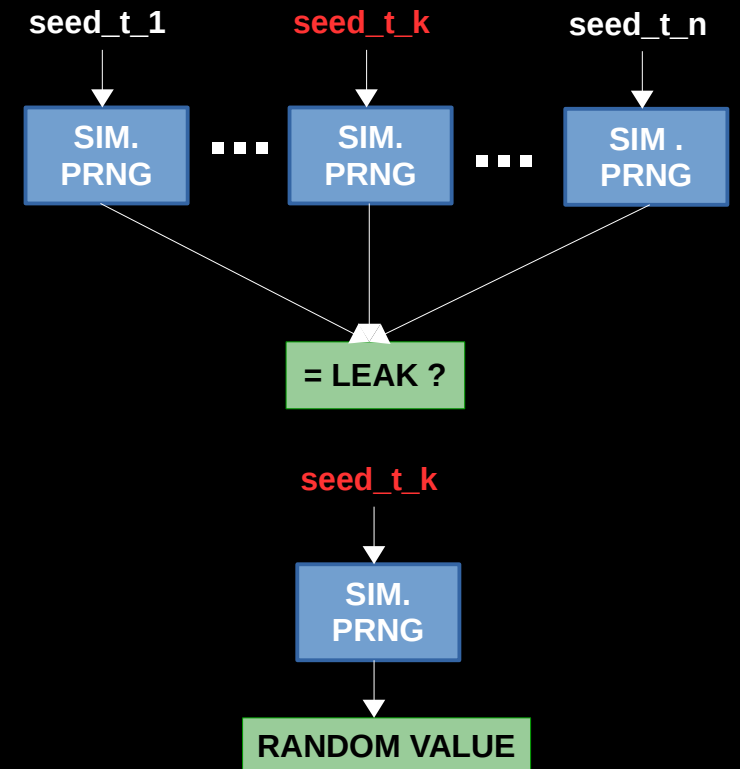 seed_t_1
seed_t_k
seed_t_n
SIM.
PRNG
SIM.
PRNG
SIM .
PRNG
= LEAK ?
seed_t_k
SIM.
PRNG
RANDOM VALUE